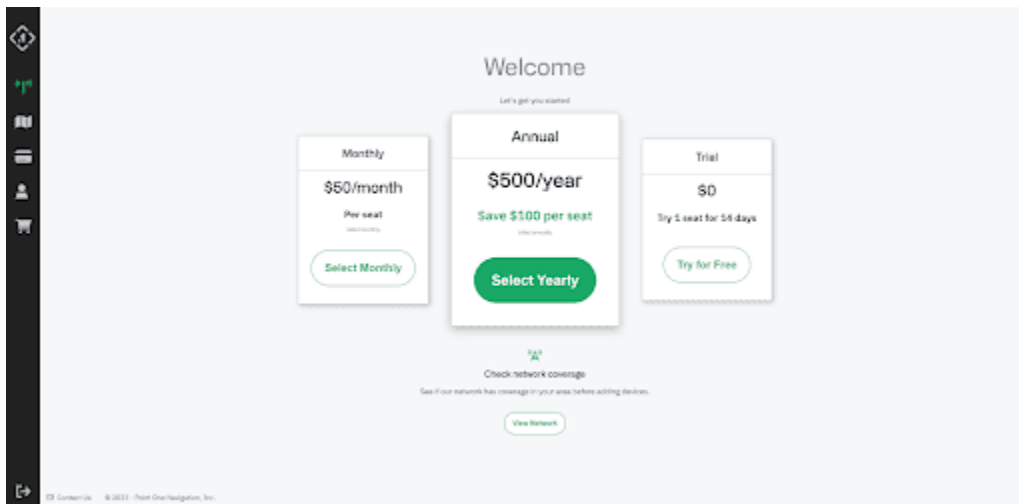 Welcome
Let's get you started
Monthly
$50/month
Per seat
Select Monthly
Annual
$500/year
Save $100 per seat
Select Yearly
Trial
$0
Try 1 seat for 14 days
Try for Free
Check network coverage
See if our network has coverage in your area before adding devices.
View Network
Contact Us © 2023 - Point One Navigation, Inc.